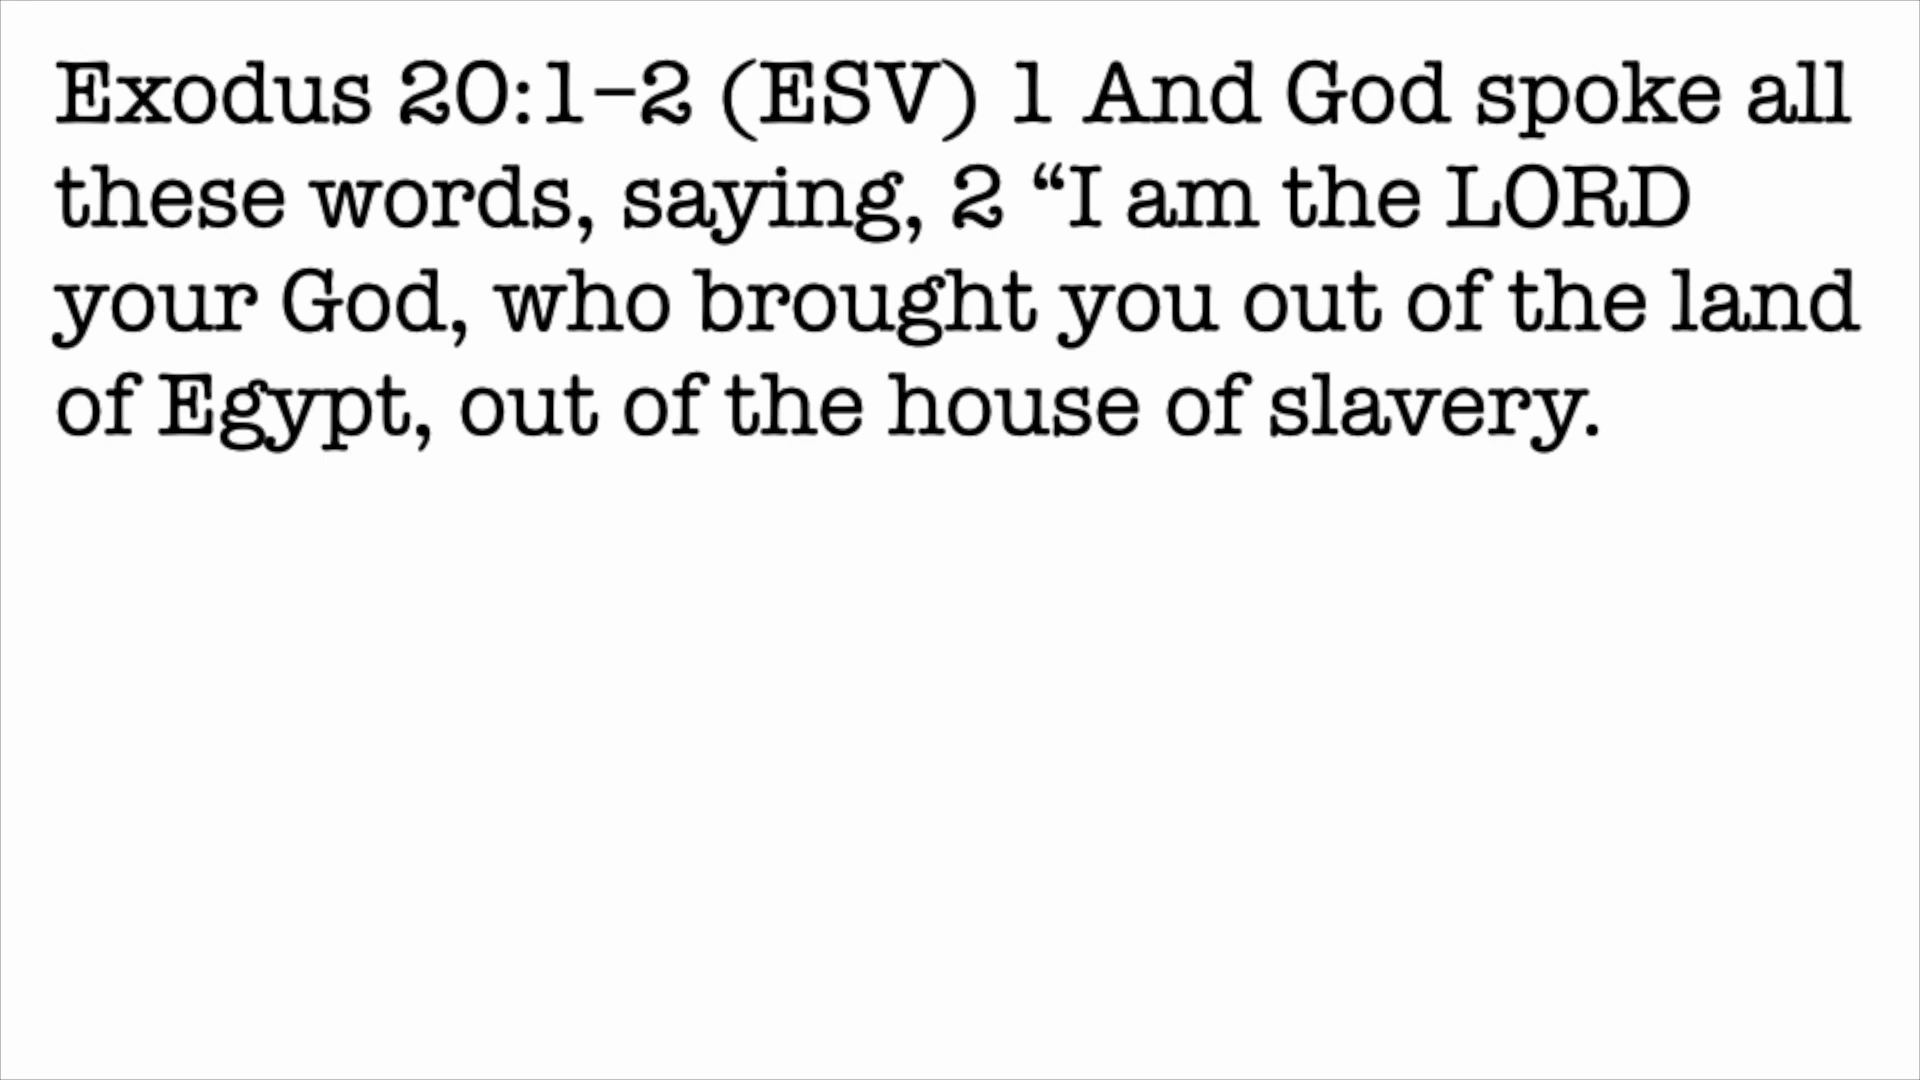 Exodus 20:1–2 (ESV) 1 And God spoke all
these words, saying, 2 “I am the LORD
your God, who brought you out of the land
of Egypt, out of the house of slavery.